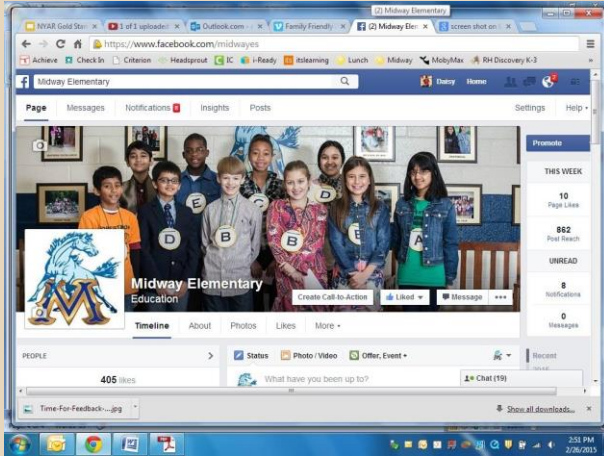 (2) Midway Elementary
NYAR Gold Stan
1 of 1 uploaded
Outlook.com -
Family Friendly
(2) Midway Elem
screen shot on
https://www.facebook.com/midwayes
Achieve Check In Criterion Headsprout IC i-Ready itslearning Lunch Midway MobyMax RH Discovery K-3
Midway Elementary
Daisy Home
Page Messages Notifications Insights Posts Settings Help
Promote
THIS WEEK
10
Page Likes
862
Post Reach
UNREAD
8
Notifications
0
Messages
Recent
2015
E C D
D B B E A
M
Midway Elementary
Education
Create Call-to-Action Liked Message
Timeline About Photos Likes More
PEOPLE
405 likes
Status Photo / Video Offer, Event +
What have you been up to?
Chat (19)
Time-For-Feedback-....jpg
Show all downloads...
2:51 PM
2/26/2015